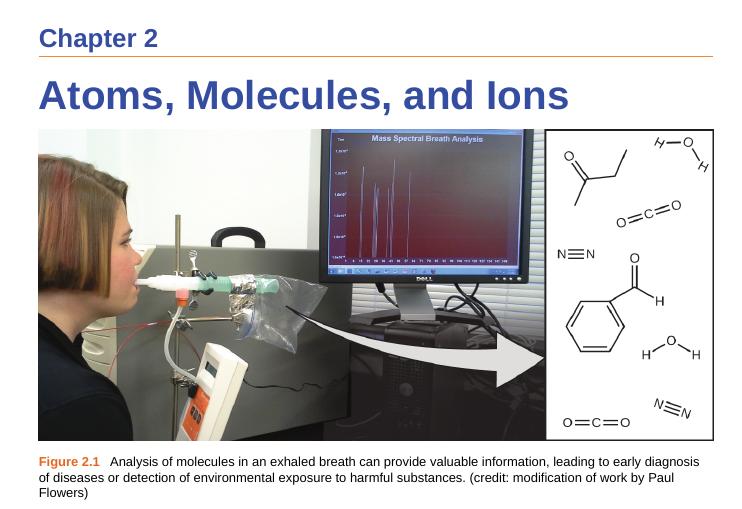 Chapter 2
Atoms, Molecules, and Ions
Mass Spectral Breath Analysis
DELL
O
H O
H
O C O
N N
O
H
O
H H
N N
O C O
Figure 2.1 Analysis of molecules in an exhaled breath can provide valuable information, leading to early diagnosis
of diseases or detection of environmental exposure to harmful substances. (credit: modification of work by Paul
Flowers)